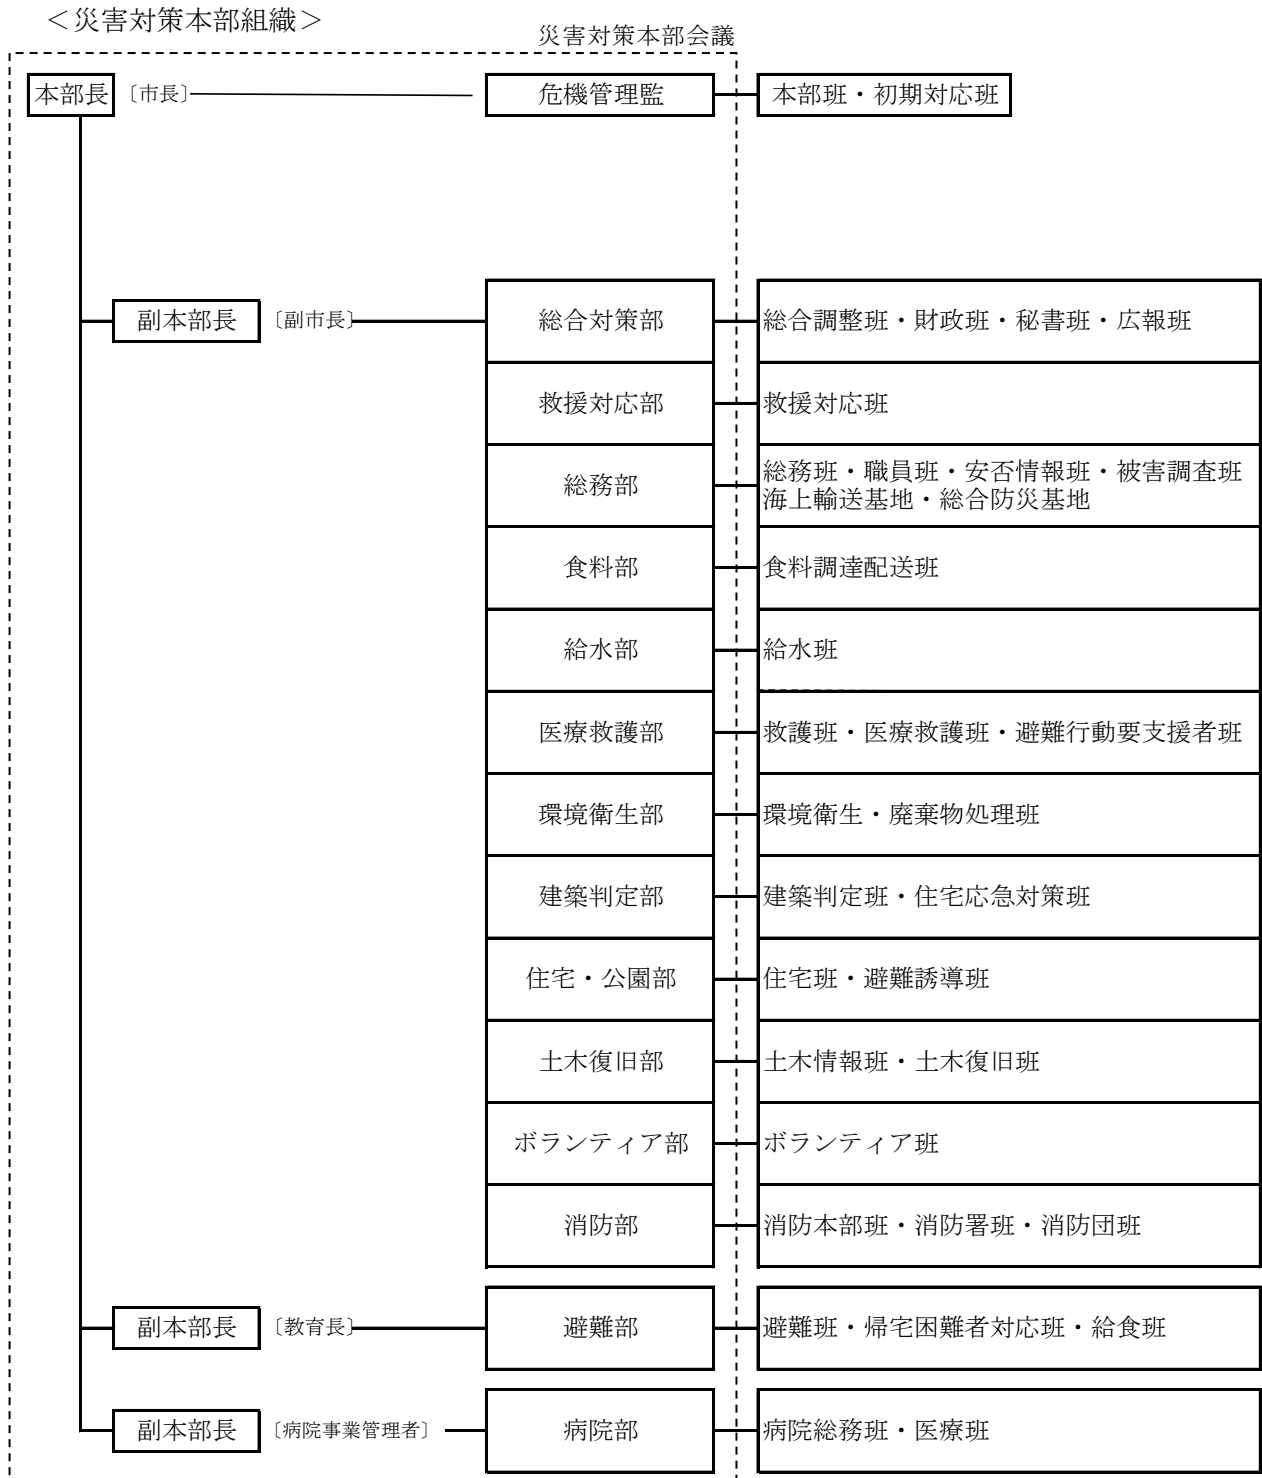 ＜災害対策本部組織＞
災害対策本部会議
本部長 〔市長〕 危機管理監 本部班・初期対応班
副本部長 〔副市長〕 総合対策部 総合調整班・財政班・秘書班・広報班
救援対応部 救援対応班
総務部 総務班・職員班・安否情報班・被害調査班
海上輸送基地・総合防災基地
食料部 食料調達配送班
給水部 給水班
医療救護部 救護班・医療救護班・避難行動要支援者班
環境衛生部 環境衛生・廃棄物処理班
建築判定部 建築判定班・住宅応急対策班
住宅・公園部 住宅班・避難誘導班
土木復旧部 土木情報班・土木復旧班
ボランティア部 ボランティア班
消防部 消防本部班・消防署班・消防団班
副本部長 〔教育長〕 避難部 避難班・帰宅困難者対応班・給食班
副本部長 〔病院事業管理者〕 病院部 病院総務班・医療班